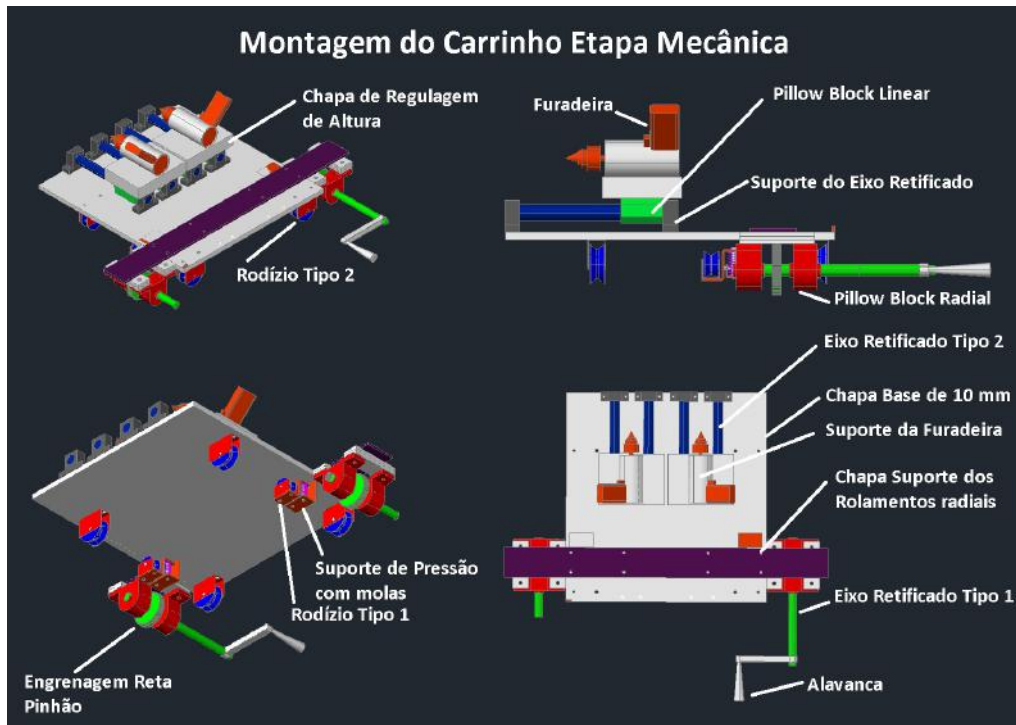 Montagem do Carrinho Etapa Mecânica
Chapa de Regulagem
de Altura
Rodízio Tipo 2
Furadeira
Pillow Block Linear
Suporte do Eixo Retificado
Pillow Block Radial
Suporte de Pressão
com molas
Rodízio Tipo 1
Engrenagem Reta
Pinhão
Eixo Retificado Tipo 2
Chapa Base de 10 mm
Suporte da Furadeira
Chapa Suporte dos
Rolamentos radiais
Eixo Retificado Tipo 1
Alavanca